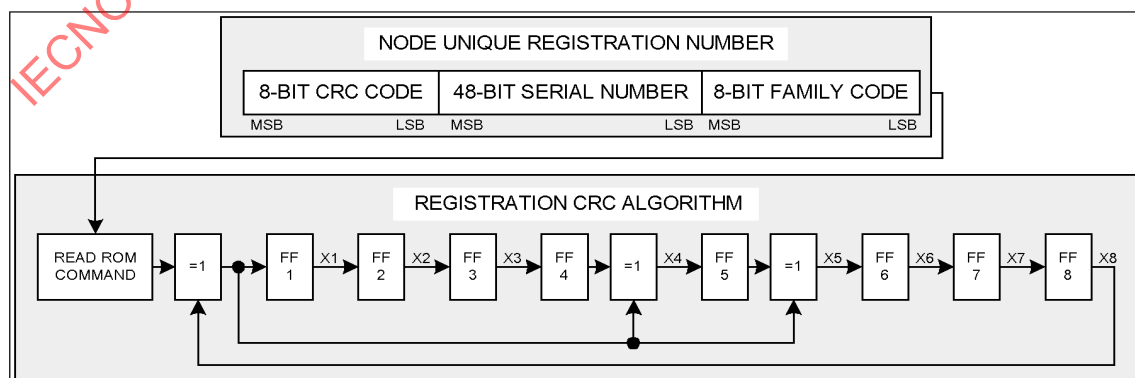 IECNO
NODE UNIQUE REGISTRATION NUMBER
8-BIT CRC CODE 48-BIT SERIAL NUMBER 8-BIT FAMILY CODE
MSB LSB MSB LSB MSB LSB
REGISTRATION CRC ALGORITHM
READ ROM COMMAND =1 FF 1 X1 FF 2 X2 FF 3 X3 FF 4 =1 X4 FF 5 =1 X5 FF 6 X6 FF 7 X7 FF 8 X8